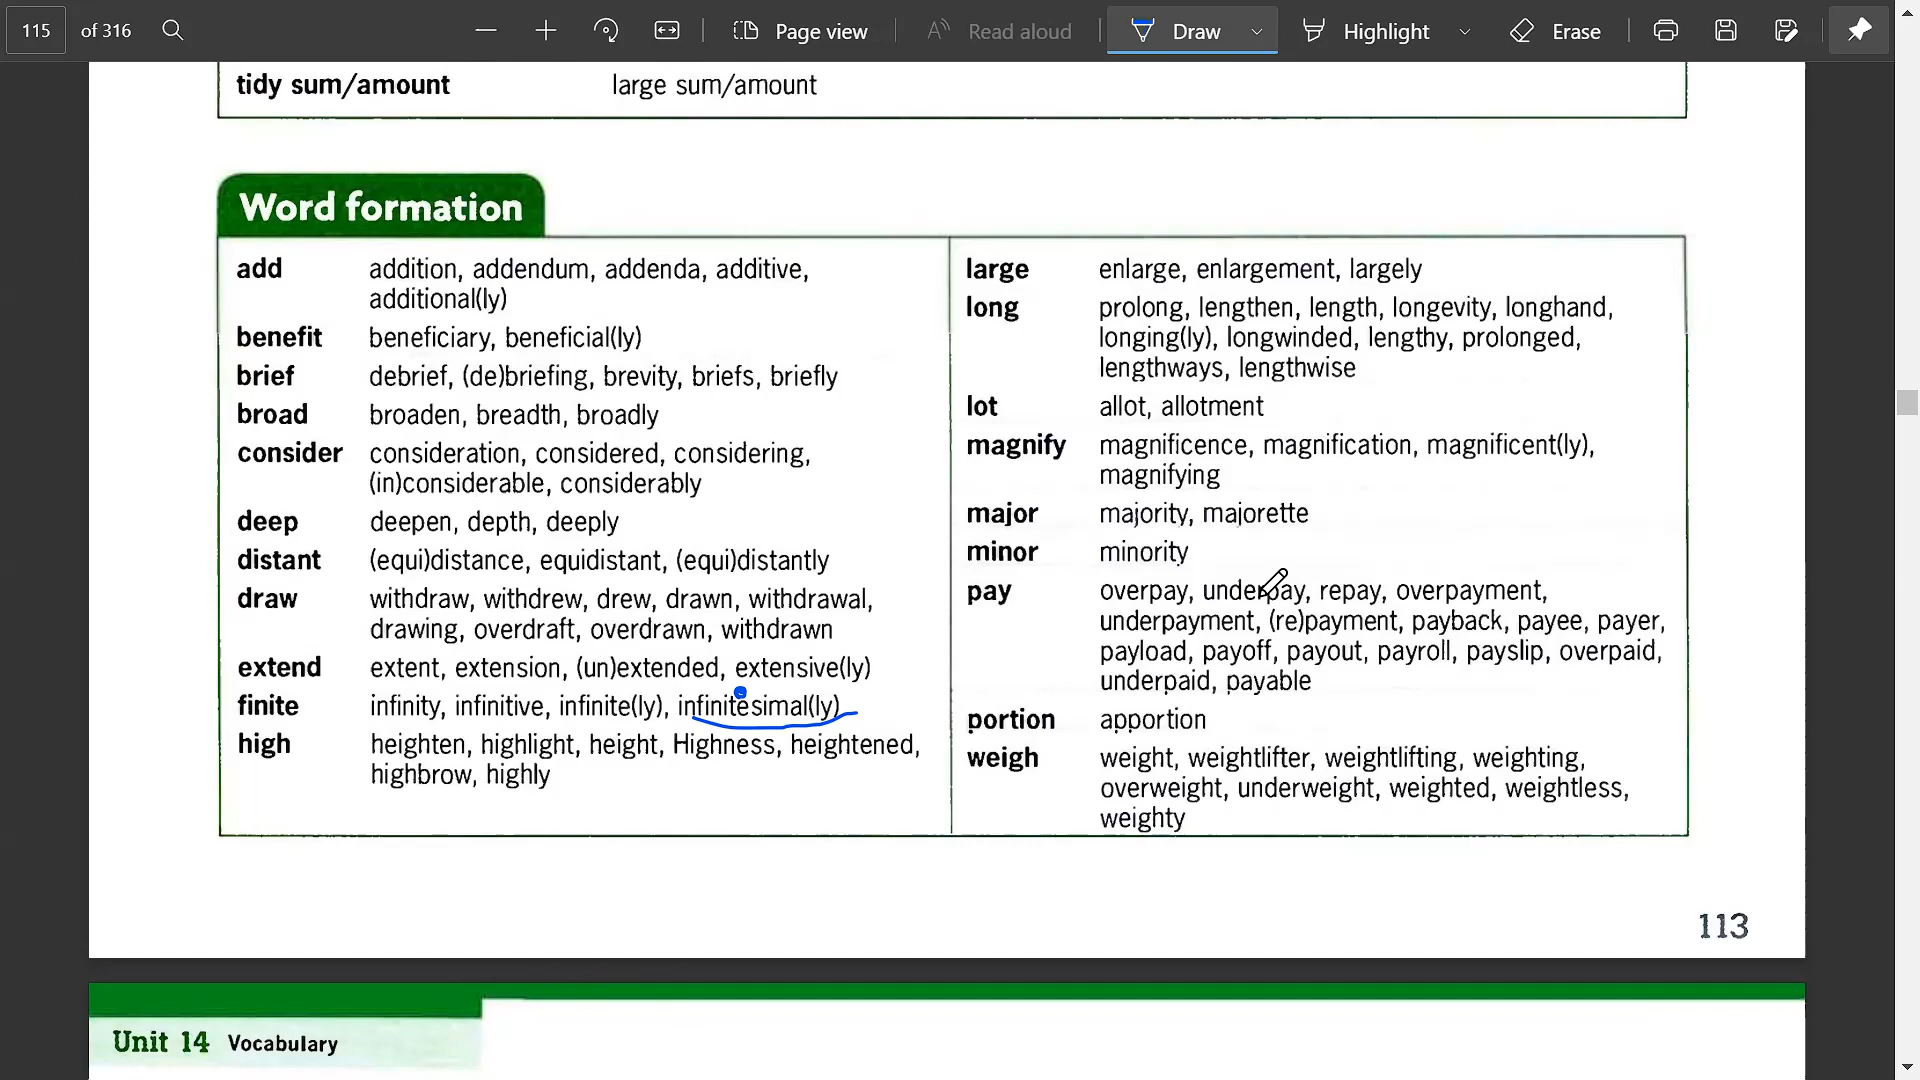 115 of 316 Page view Read aloud Draw Highlight Erase
tidy sum/amount large sum/amount
Word formation
add addition, addendum, addenda, additive,
additional(ly)
benefit beneficiary, beneficial(ly)
brief debrief, (de)briefing, brevity, briefs, briefly
broad broaden, breadth, broadly
consider consideration, considered, considering,
(in)considerable, considerably
deep deepen, depth, deeply
distant (equi)distance, equidistant, (equi)distantly
draw withdraw, withdrew, drew, drawn, withdrawal,
drawing, overdraft, overdrawn, withdrawn
extend extent, extension, (un)extended, extensive(ly)
finite infinity, infinitive, infinite(ly), infinitesimal(ly)
high heighten, highlight, height, Highness, heightened,
highbrow, highly
large enlarge, enlargement, largely
long prolong, lengthen, length, longevity, longhand,
longing(ly), longwinded, lengthy, prolonged,
lengthways, lengthwise
lot allot, allotment
magnify magnificence, magnification, magnificent(ly),
magnifying
major majority, majorette
minor minority
pay overpay, underpay, repay, overpayment,
underpayment, (re)payment, payback, payee, payer,
payload, payoff, payout, payroll, payslip, overpaid,
underpaid, payable
portion apportion
weigh weight, weightlifter, weightlifting, weighting,
overweight, underweight, weighted, weightless,
weighty
113
Unit 14 Vocabulary